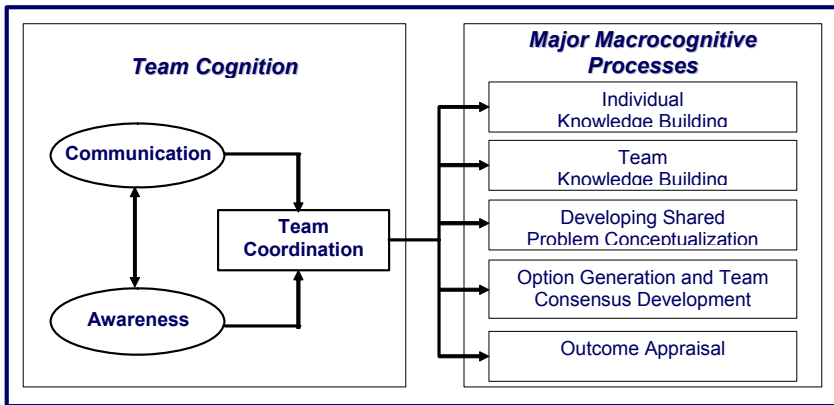 Team Cognition
Communication
Awareness
Team
Coordination
Major Macrocognitive
Processes
Individual
Knowledge Building
Team
Knowledge Building
Developing Shared
Problem Conceptualization
Option Generation and Team
Consensus Development
Outcome Appraisal